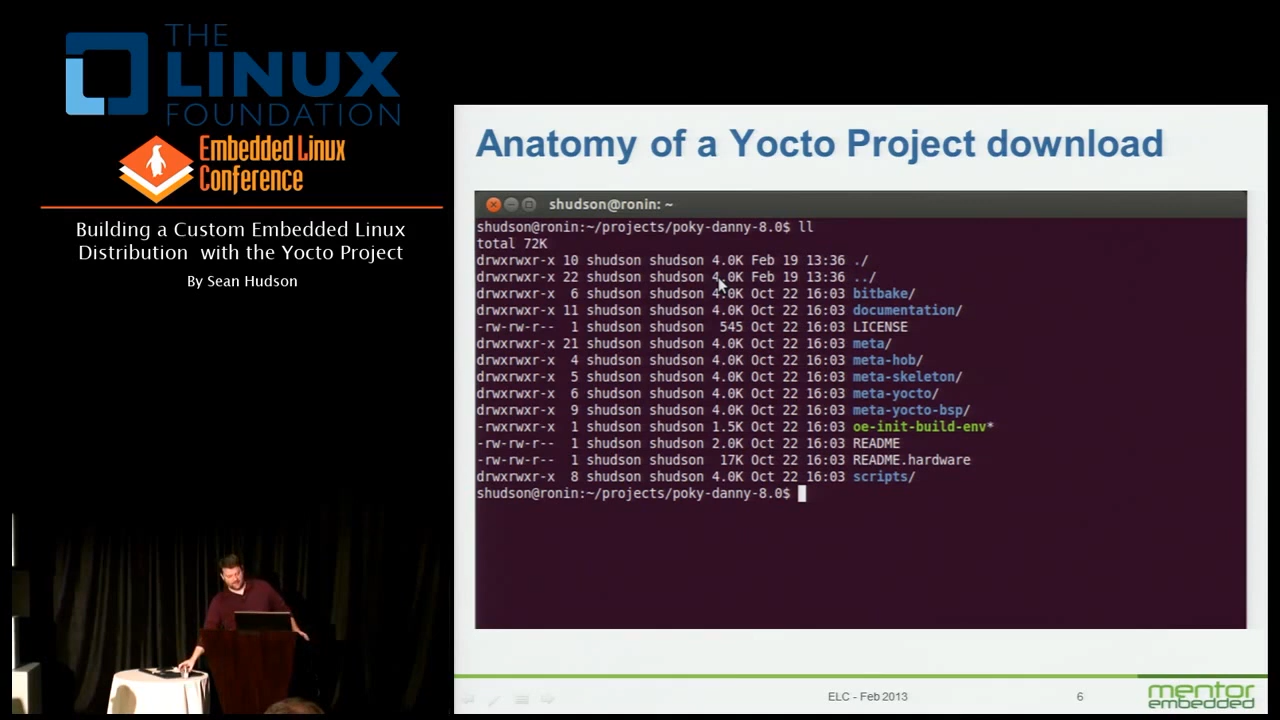 THE
LINUX
FOUNDATION
Embedded Linux
Conference
Building a Custom Embedded Linux
Distribution with the Yocto Project
By Sean Hudson
Anatomy of a Yocto Project download
shudson@ronin: ~
shudson@ronin:~/projects/poky-danny-8.0$ ll
total 72K
drwxrwxr-x 10 shudson shudson 4.0K Feb 19 13:36 ./
drwxrwxr-x 22 shudson shudson 4.0K Feb 19 13:36 ../
drwxrwxr-x  6 shudson shudson 4.0K Oct 22 16:03 bitbake/
drwxrwxr-x 11 shudson shudson 4.0K Oct 22 16:03 documentation/
-rw-rw-r--  1 shudson shudson  545 Oct 22 16:03 LICENSE
drwxrwxr-x 21 shudson shudson 4.0K Oct 22 16:03 meta/
drwxrwxr-x  4 shudson shudson 4.0K Oct 22 16:03 meta-hob/
drwxrwxr-x  5 shudson shudson 4.0K Oct 22 16:03 meta-skeleton/
drwxrwxr-x  6 shudson shudson 4.0K Oct 22 16:03 meta-yocto/
drwxrwxr-x  9 shudson shudson 4.0K Oct 22 16:03 meta-yocto-bsp/
-rwxrwxr-x  1 shudson shudson 1.5K Oct 22 16:03 oe-init-build-env*
-rw-rw-r--  1 shudson shudson 2.0K Oct 22 16:03 README
-rw-rw-r--  1 shudson shudson  17K Oct 22 16:03 README.hardware
drwxrwxr-x  8 shudson shudson 4.0K Oct 22 16:03 scripts/
shudson@ronin:~/projects/poky-danny-8.0$
ELC - Feb 2013
6
mentor
embedded